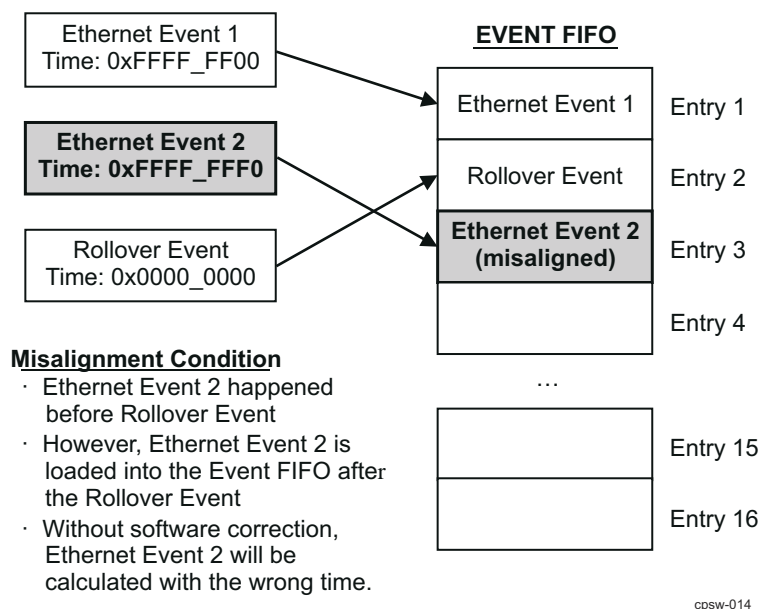 Ethernet Event 1
Time: 0xFFFF_FF00
Ethernet Event 2
Time: 0xFFFF_FFF0
Rollover Event
Time: 0x0000_0000
EVENT FIFO
Ethernet Event 1
Entry 1
Rollover Event
Entry 2
Ethernet Event 2
(misaligned)
Entry 3
Entry 4
...
Entry 15
Entry 16
Misalignment Condition
· Ethernet Event 2 happened
before Rollover Event
· However, Ethernet Event 2 is
loaded into the Event FIFO after
the Rollover Event
· Without software correction,
Ethernet Event 2 will be
calculated with the wrong time.
cpsw-014